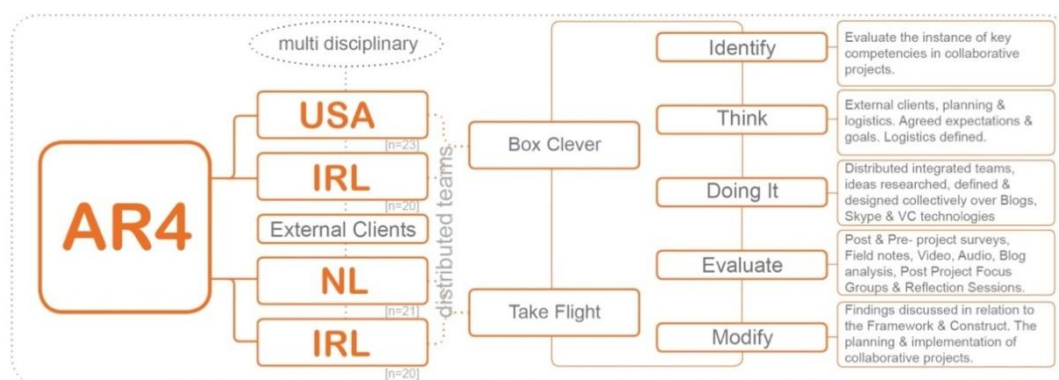 AR4
multi disciplinary
USA
[n=23]
IRL
[n=20]
External Clients
NL
[n=21]
IRL
[n=20]
distributed teams
Box Clever
Take Flight
Identify
Evaluate the instance of key
competencies in collaborative
projects.
Think
External clients, planning &
logistics. Agreed expectations &
goals. Logistics defined.
Doing It
Distributed integrated teams,
ideas researched, defined &
designed collectively over Blogs,
Skype & VC technologies
Evaluate
Post & Pre- project surveys,
Field notes, Video, Audio, Blog
analysis, Post Project Focus
Groups & Reflection Sessions.
Modify
Findings discussed in relation to
the Framework & Construct. The
planning & implementation of
collaborative projects.